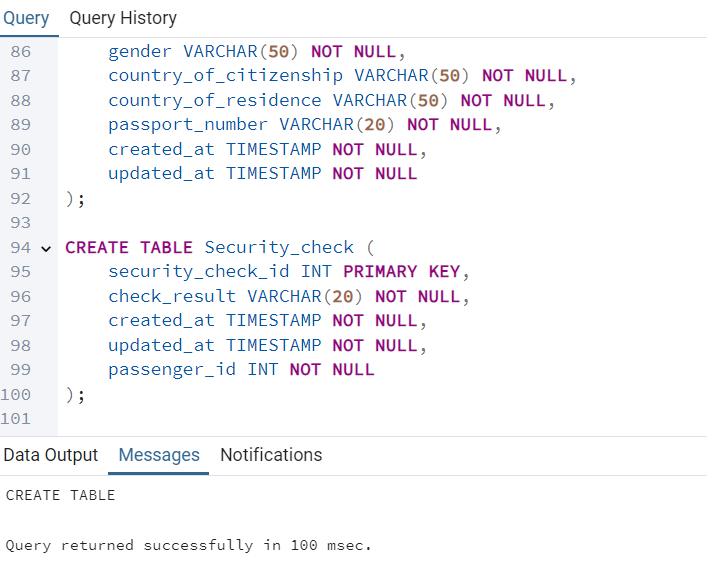 Query Query History
86 gender VARCHAR(50) NOT NULL,
87 country_of_citizenship VARCHAR(50) NOT NULL,
88 country_of_residence VARCHAR(50) NOT NULL,
89 passport_number VARCHAR(20) NOT NULL,
90 created_at TIMESTAMP NOT NULL,
91 updated_at TIMESTAMP NOT NULL
92 );
93
94 CREATE TABLE Security_check (
95 security_check_id INT PRIMARY KEY,
96 check_result VARCHAR(20) NOT NULL,
97 created_at TIMESTAMP NOT NULL,
98 updated_at TIMESTAMP NOT NULL,
99 passenger_id INT NOT NULL
100 );
101
Data Output Messages Notifications
CREATE TABLE
Query returned successfully in 100 msec.